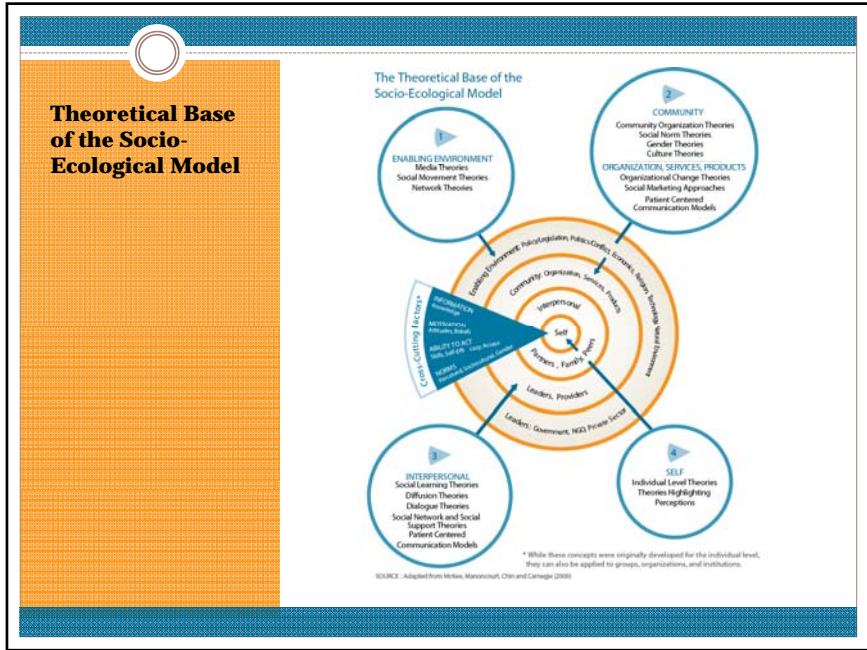 Theoretical Base
of the Socio-
Ecological Model
The Theoretical Base of the
Socio-Ecological Model
1
ENABLING ENVIRONMENT
Media Theories
Social Movement Theories
Network Theories
2
COMMUNITY
Community Organization Theories
Social Norm Theories
Gender Theories
Culture Theories
ORGANIZATION, SERVICES, PRODUCTS
Organizational Change Theories
Social Marketing Approaches
Patient Centered
Communication Models
Enabling Environment: Policy/Legislation, Politics/Conflict, Economics, Religion, Technology, Natural Environment
Community: Organization, Services, Products
Interpersonal
Self
Partners, Family, Peers
Leaders, Providers
Leaders: Government, NGO, Private Sector
Cross-Cutting Factors*
INFORMATION
Knowledge
MOTIVATION
Attitudes, Beliefs
ABILITY TO ACT
Skills, Self-Effi cacy, Access
NORMS
Perceived, Sociocultural, Gender
3
INTERPERSONAL
Social Learning Theories
Diffusion Theories
Dialogue Theories
Social Network and Social
Support Theories
Patient Centered
Communication Models
4
SELF
Individual Level Theories
Theories Highlighting
Perceptions
* While these concepts were originally developed for the individual level,
they can also be applied to groups, organizations, and institutions.
SOURCE : Adapted from McKee, Manoncourt, Chin and Carnegie (2000)